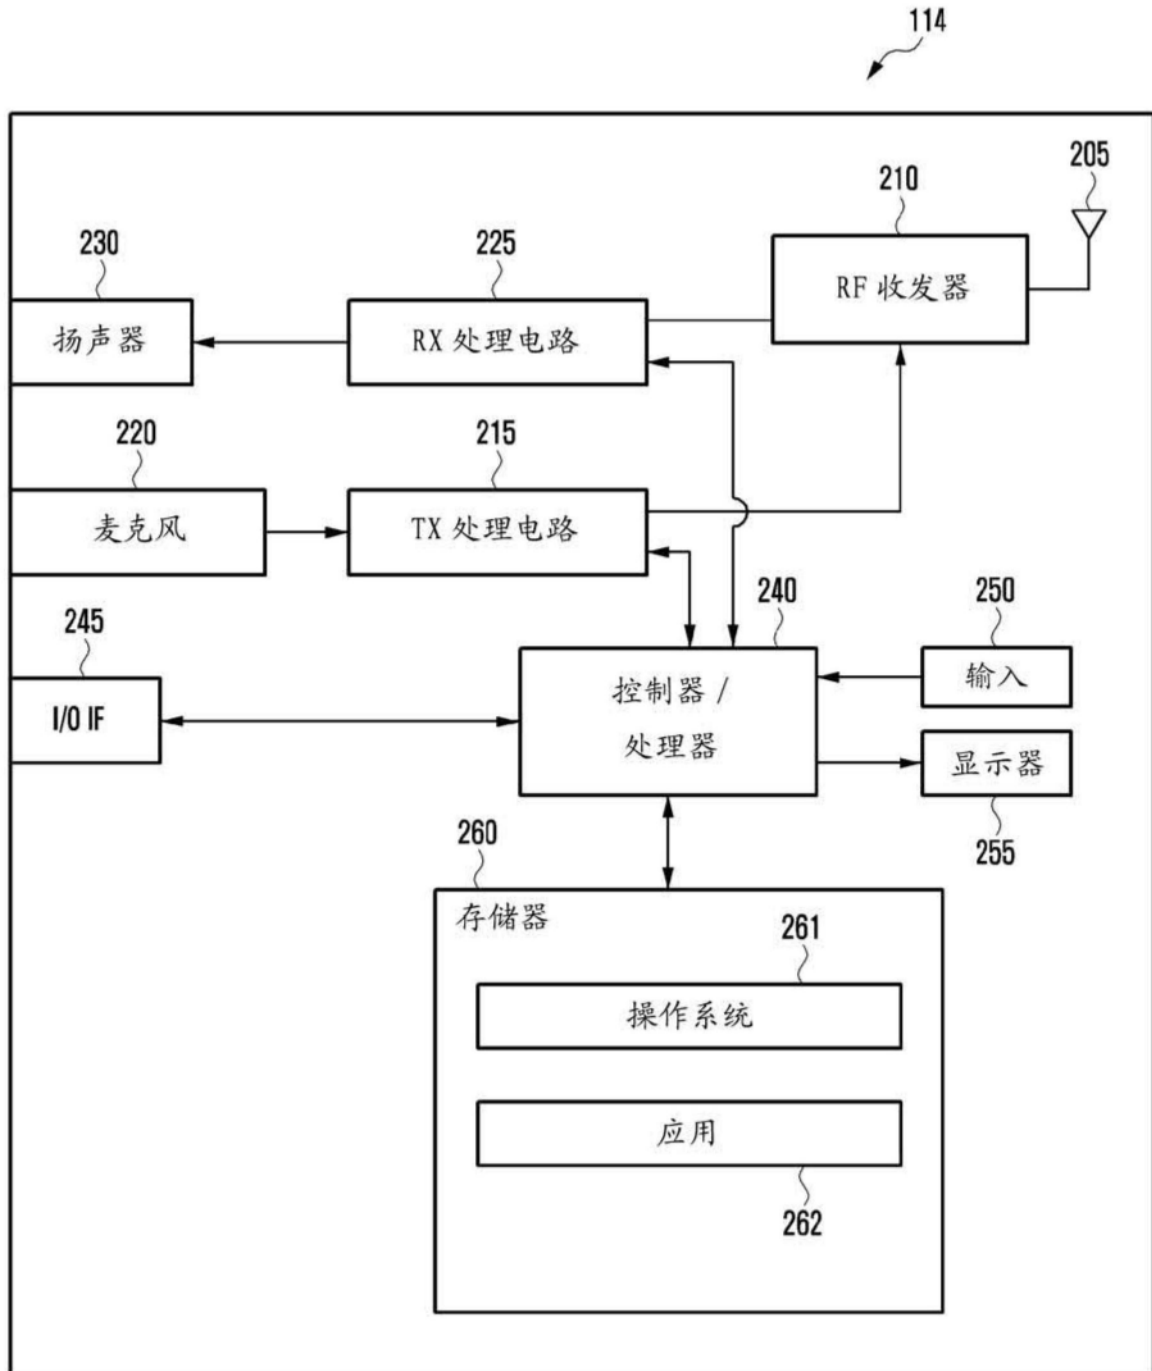 114
205
210
RF 收发器
230
225
扬声器
RX 处理电路
220
215
麦克风
TX 处理电路
245
240
250
I/O IF
控制器 /
处理器
输入
显示器
255
260
存储器
261
操作系统
应用
262